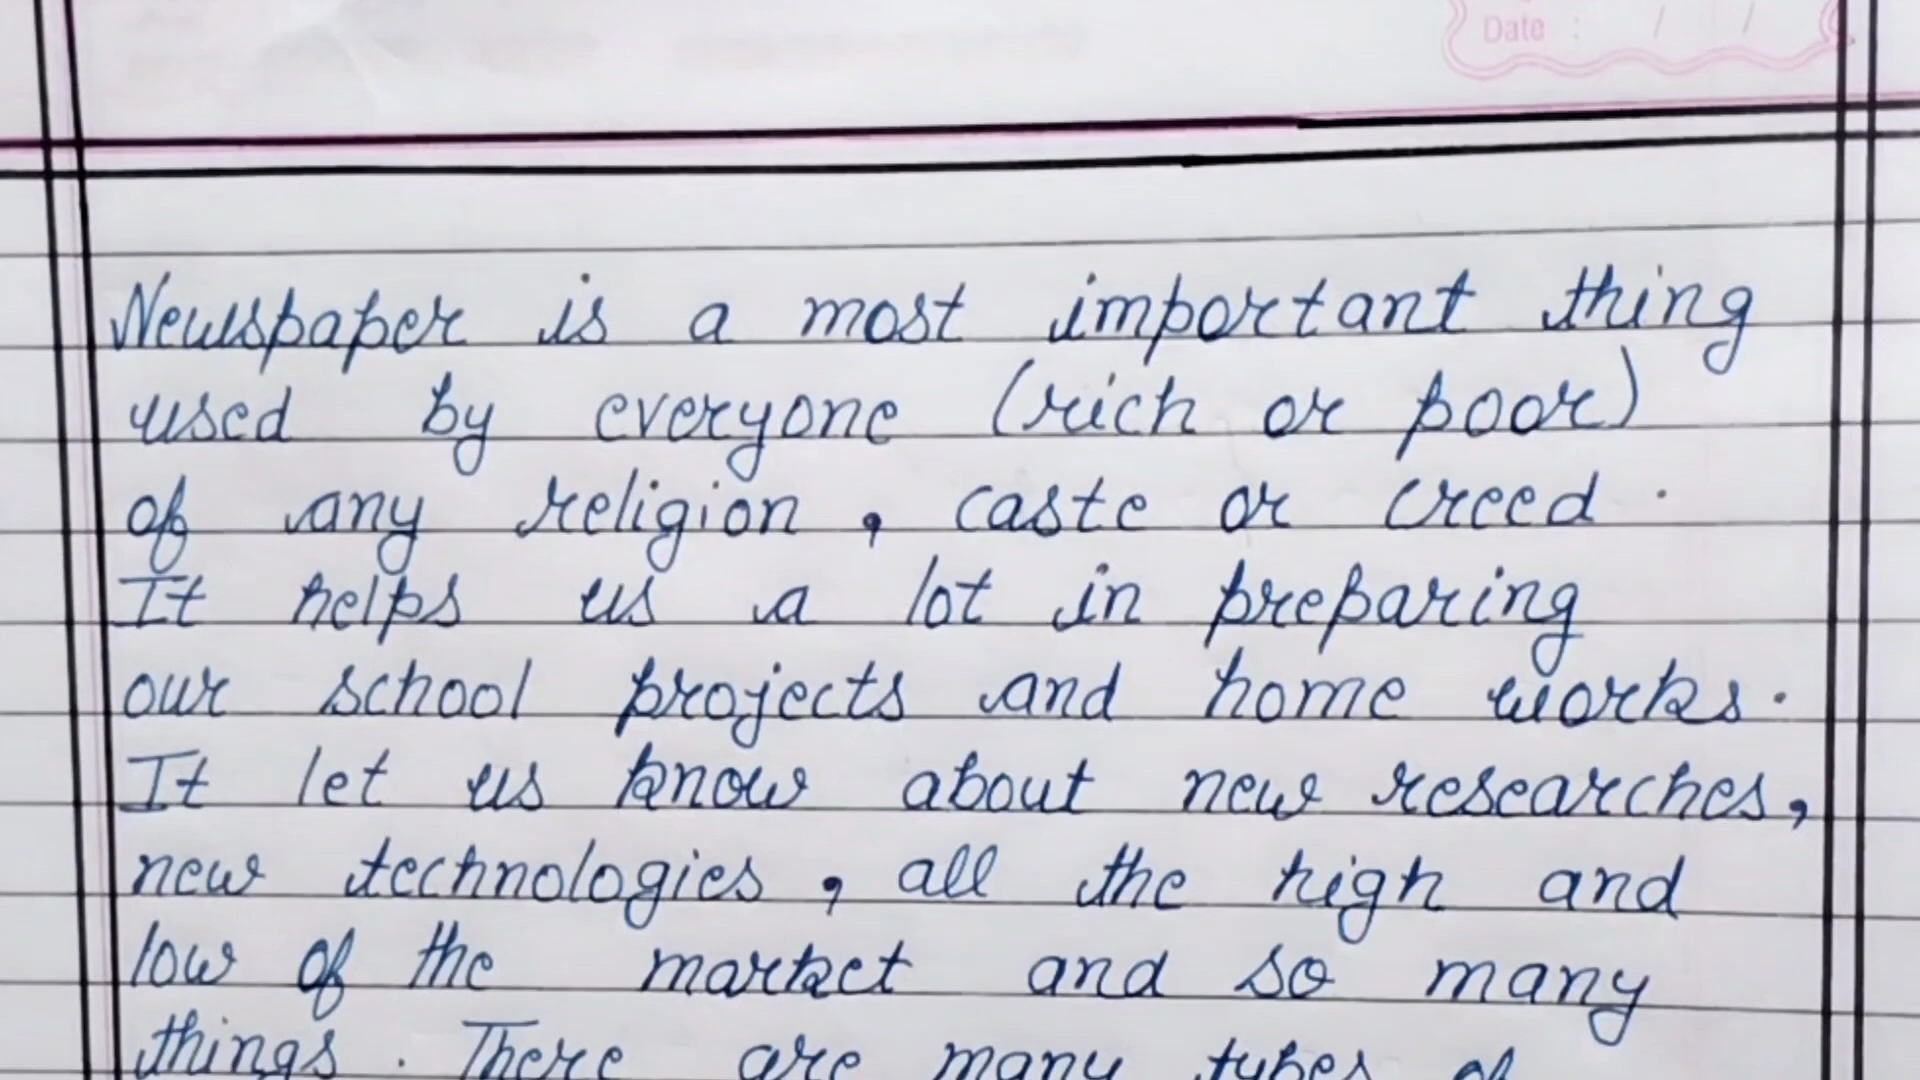 Date : / /
Newspaper is a most important thing
used by everyone (rich or poor)
of any religion , caste or creed .
It helps us a lot in preparing
our school projects and home works.
It let us know about new researches,
new technologies , all the high and
low of the market and so many
things . There are many types of